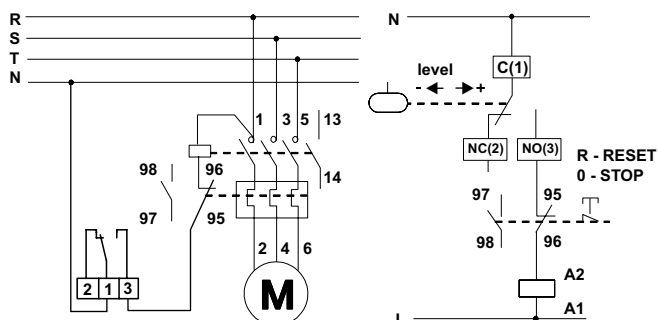 R
S
T
N
1 3 5 13
14
98 96
97 95
2 1 3
2 4 6
M
N
C(1)
level
- +
NC(2) NO(3)
R - RESET
0 - STOP
97 95
98 96
A2
A1
L